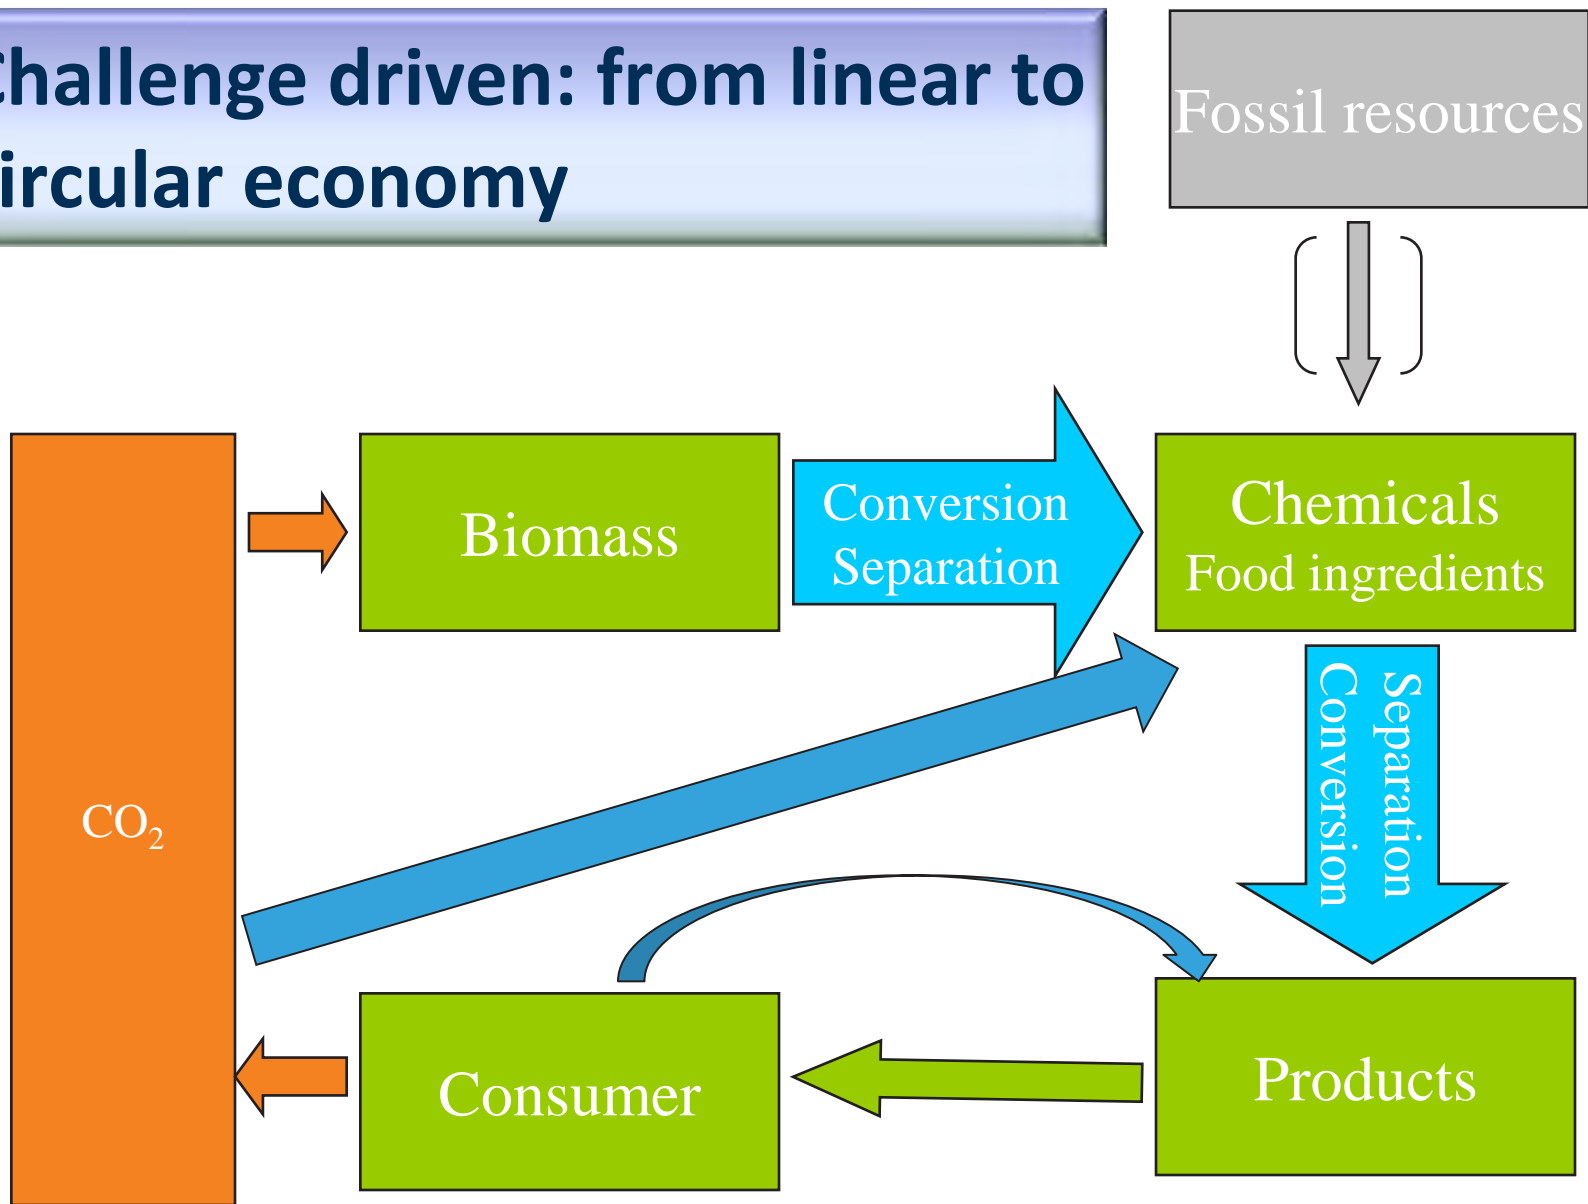 hallenge driven: from linear to
ircular economy
Fossil resources
Biomass
Conversion
Separation
Chemicals
Food ingredients
Separation
Conversion
CO₂
Consumer
Products